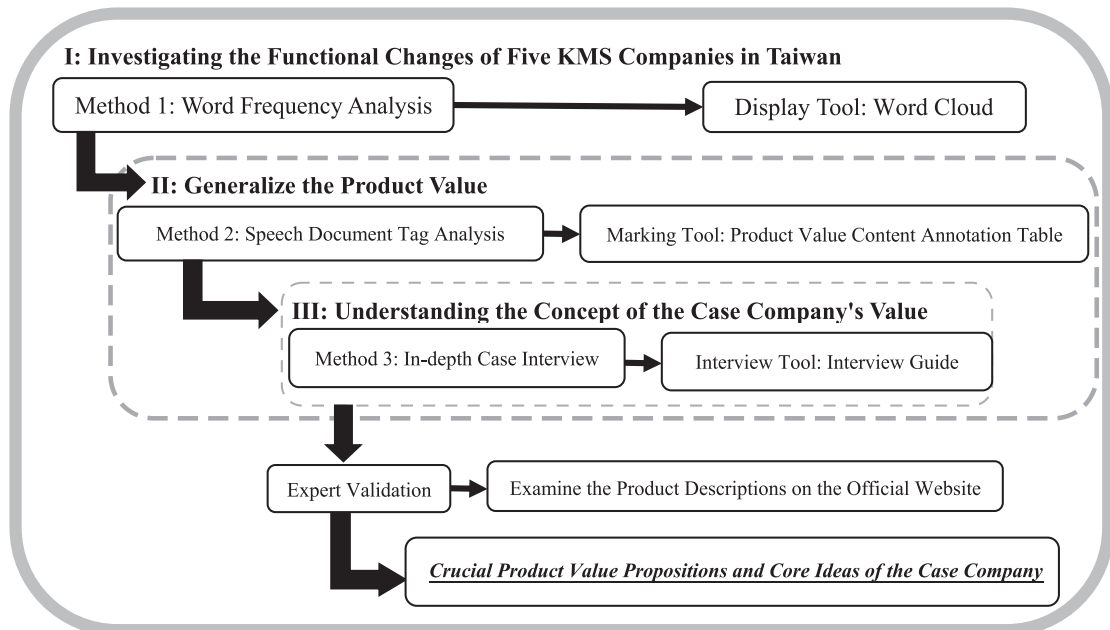 I: Investigating the Functional Changes of Five KMS Companies in Taiwan
Method 1: Word Frequency Analysis
Display Tool: Word Cloud
II: Generalize the Product Value
Method 2: Speech Document Tag Analysis
Marking Tool: Product Value Content Annotation Table
III: Understanding the Concept of the Case Company's Value
Method 3: In-depth Case Interview
Interview Tool: Interview Guide
Expert Validation
Examine the Product Descriptions on the Official Website
Crucial Product Value Propositions and Core Ideas of the Case Company